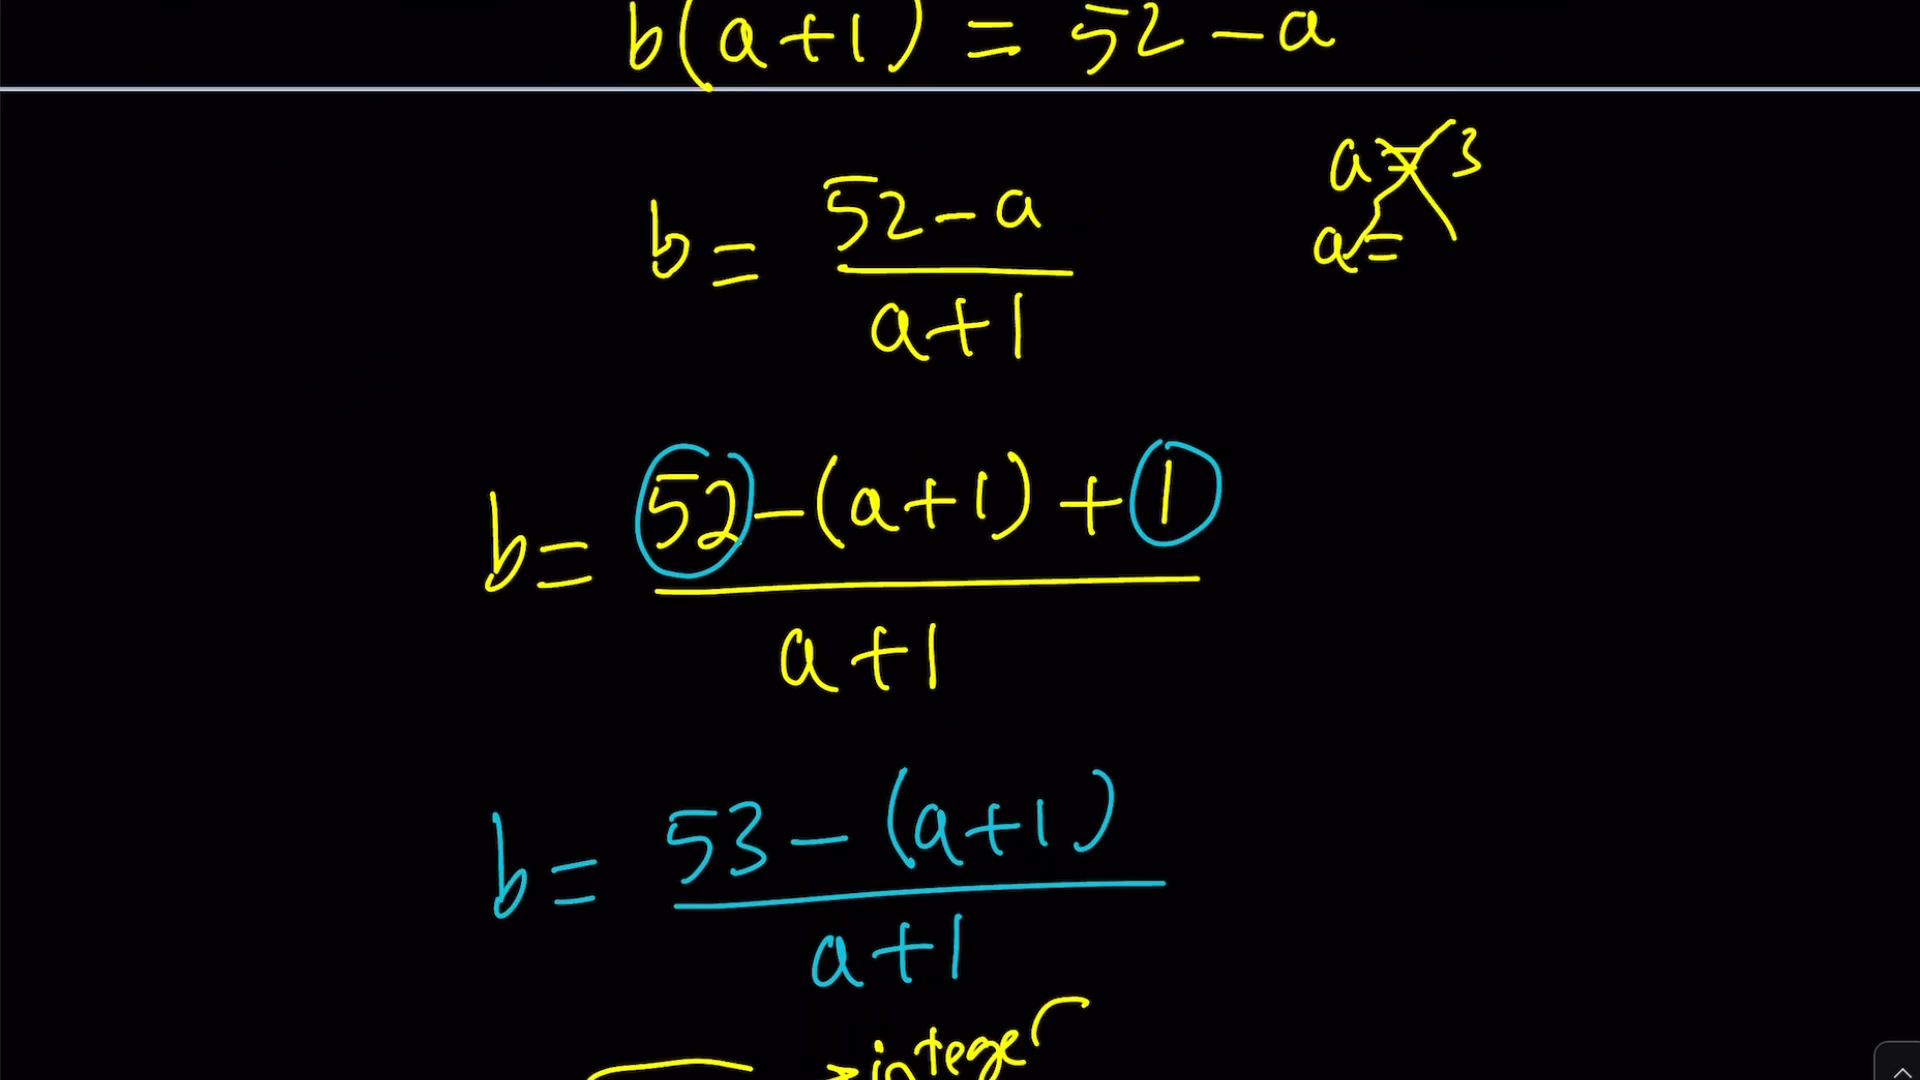 b(a+1) = 52 - a
a = 3
b = (52 - a)/(a+1)
a =
b = (52 - (a+1) + 1)/(a+1)
b = (53 - (a+1))/(a+1)
integer